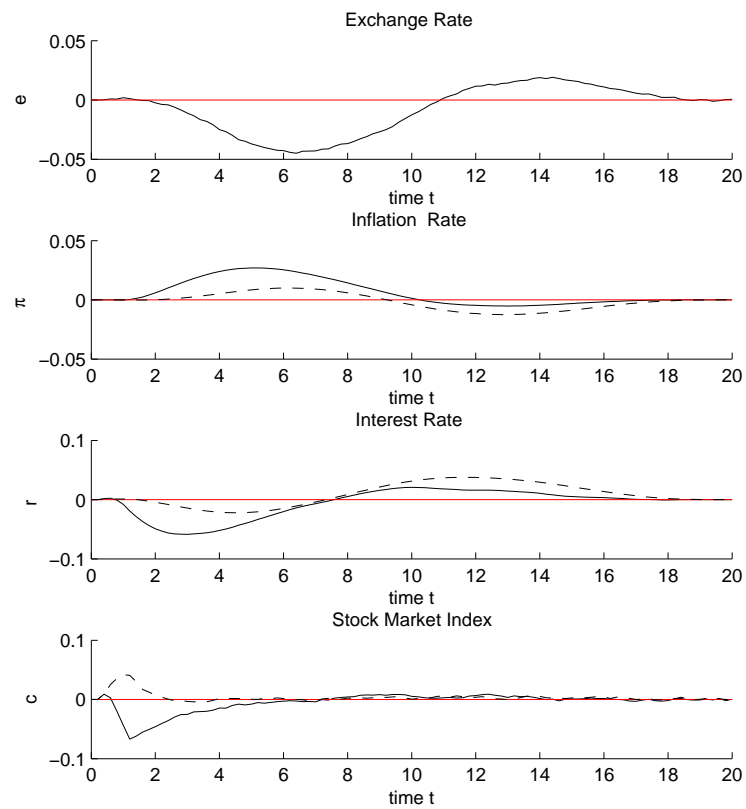 Exchange Rate
0.05
0
−0.05
e
0 2 4 6 8 10 12 14 16 18 20
time t
Inflation Rate
0.05
0
−0.05
π
0 2 4 6 8 10 12 14 16 18 20
time t
Interest Rate
0.1
0
−0.1
r
0 2 4 6 8 10 12 14 16 18 20
time t
Stock Market Index
0.1
0
−0.1
c
0 2 4 6 8 10 12 14 16 18 20
time t